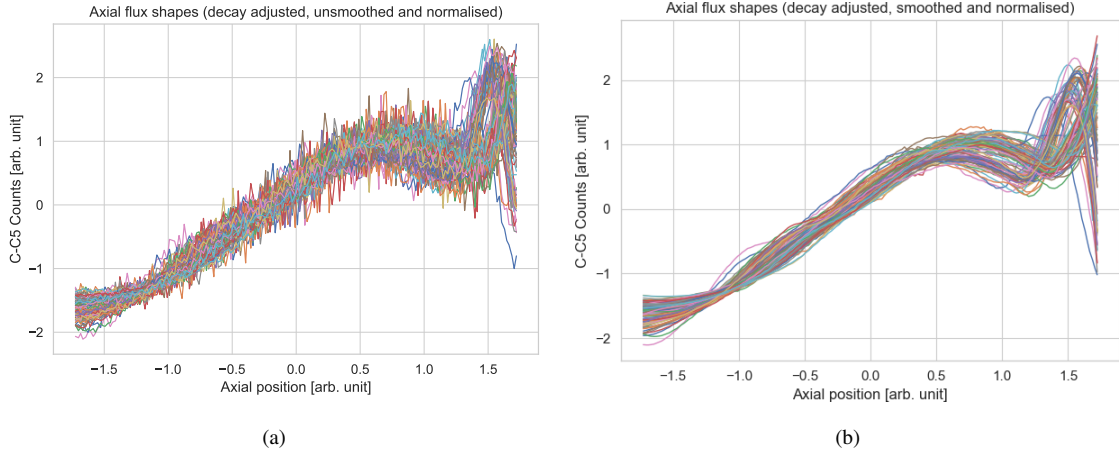 Axial flux shapes (decay adjusted, unsmoothed and normalised)
C-C5 Counts [arb. unit]
2
1
0
−1
−2
−1.5 −1.0 −0.5 0.0 0.5 1.0 1.5
Axial position [arb. unit]
(a)
Axial flux shapes (decay adjusted, smoothed and normalised)
C-C5 Counts [arb. unit]
2
1
0
−1
−2
−1.5 −1.0 −0.5 0.0 0.5 1.0 1.5
Axial position [arb. unit]
(b)